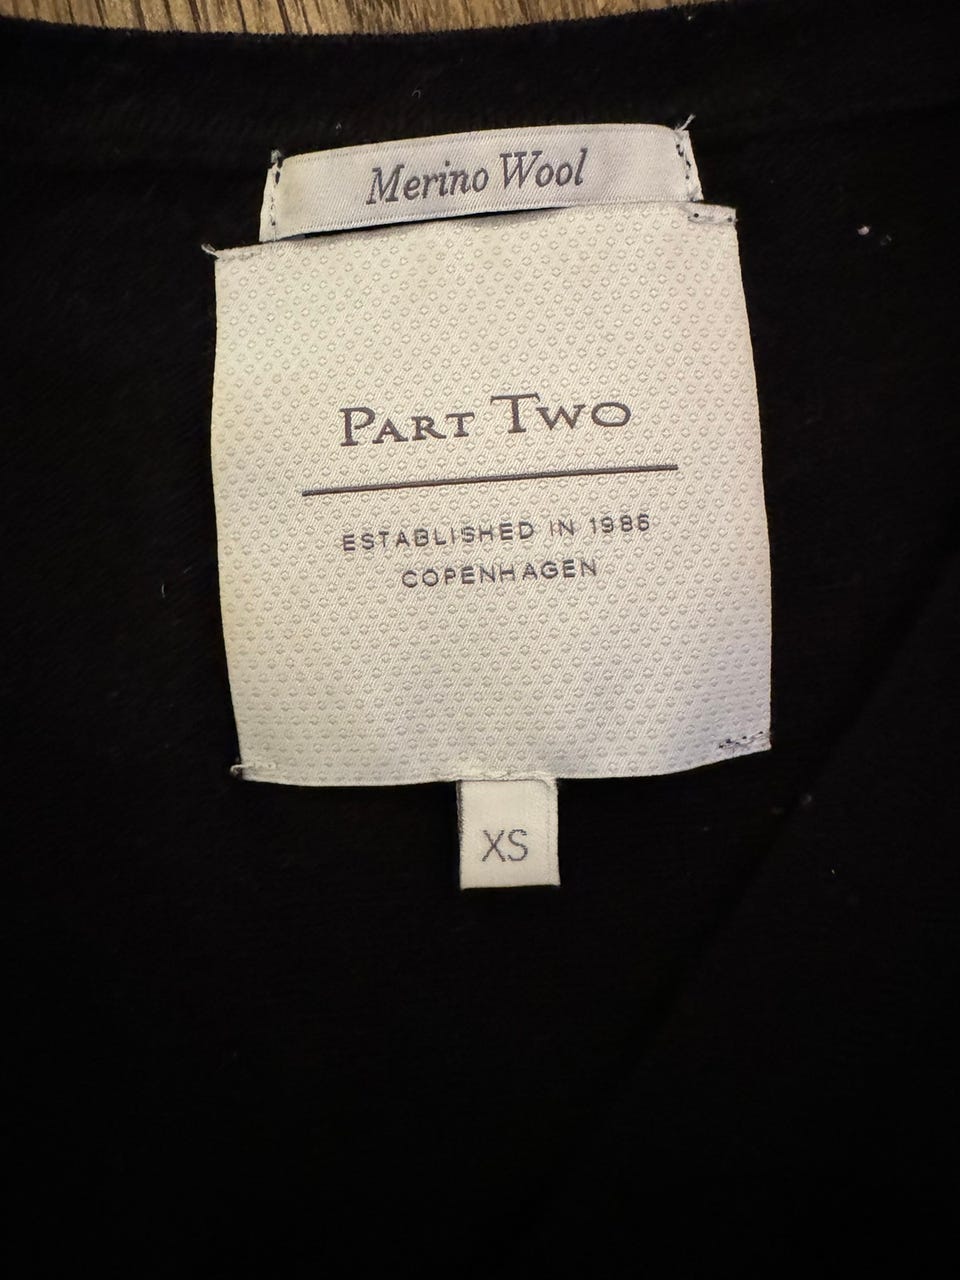 Merino Wool
PART TWO
ESTABLISHED IN 1986
COPENHAGEN
XS